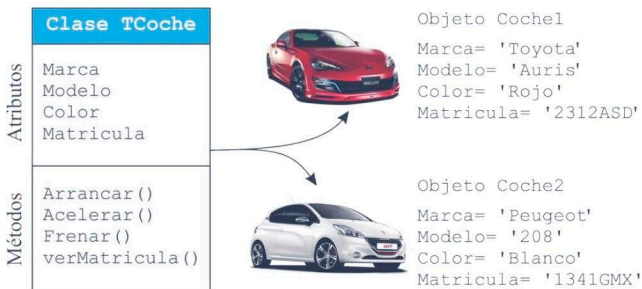 Clase TCoche
Atributos
Marca
Modelo
Color
Matricula
Métodos
Arrancar()
Acelerar()
Frenar()
verMatricula()
Objeto Coche1
Marca= 'Toyota'
Modelo= 'Auris'
Color= 'Rojo'
Matricula= '2312ASD'
Objeto Coche2
Marca= 'Peugeot'
Modelo= '208'
Color= 'Blanco'
Matricula= '1341GMX'